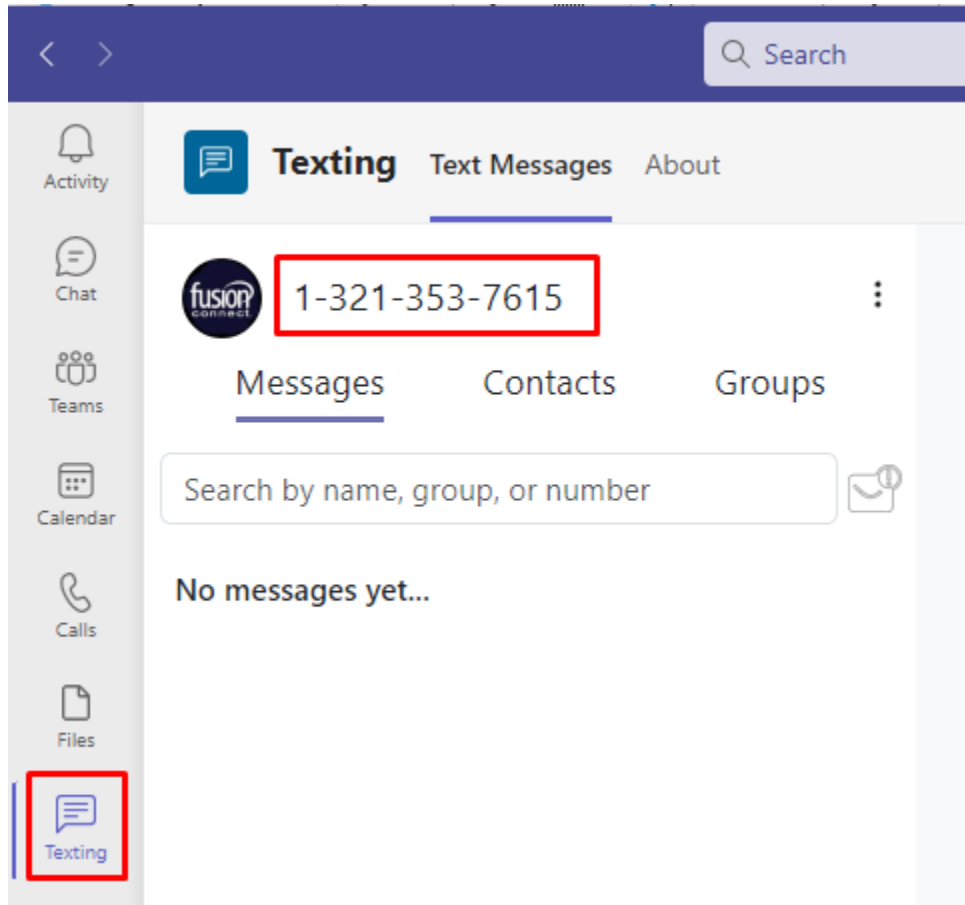 Search
Activity
Texting Text Messages About
Chat
fusion
connect.
1-321-353-7615
Teams
Messages Contacts Groups
Calendar
Search by name, group, or number
No messages yet...
Calls
Files
Texting